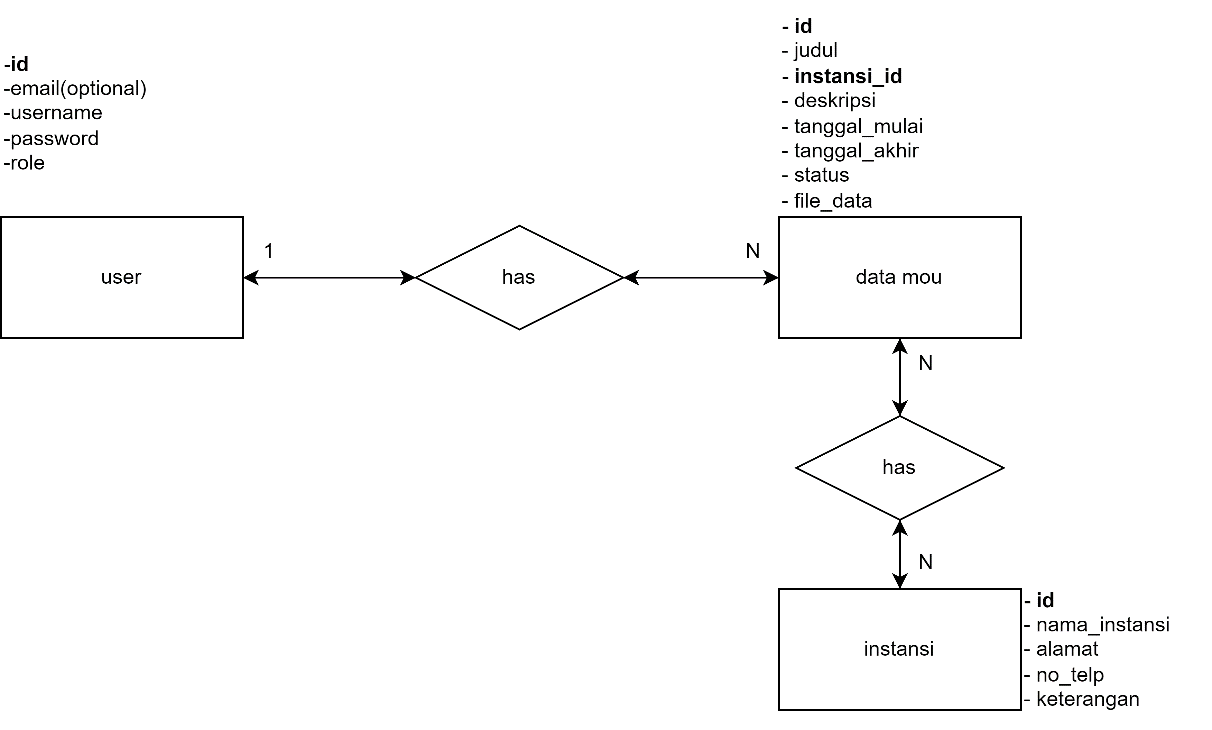 -id
-email(optional)
-username
-password
-role
- id
- judul
- instansi_id
- deskripsi
- tanggal_mulai
- tanggal_akhir
- status
- file_data
user
1
has
N
data mou
N
has
N
instansi
- id
- nama_instansi
- alamat
- no_telp
- keterangan